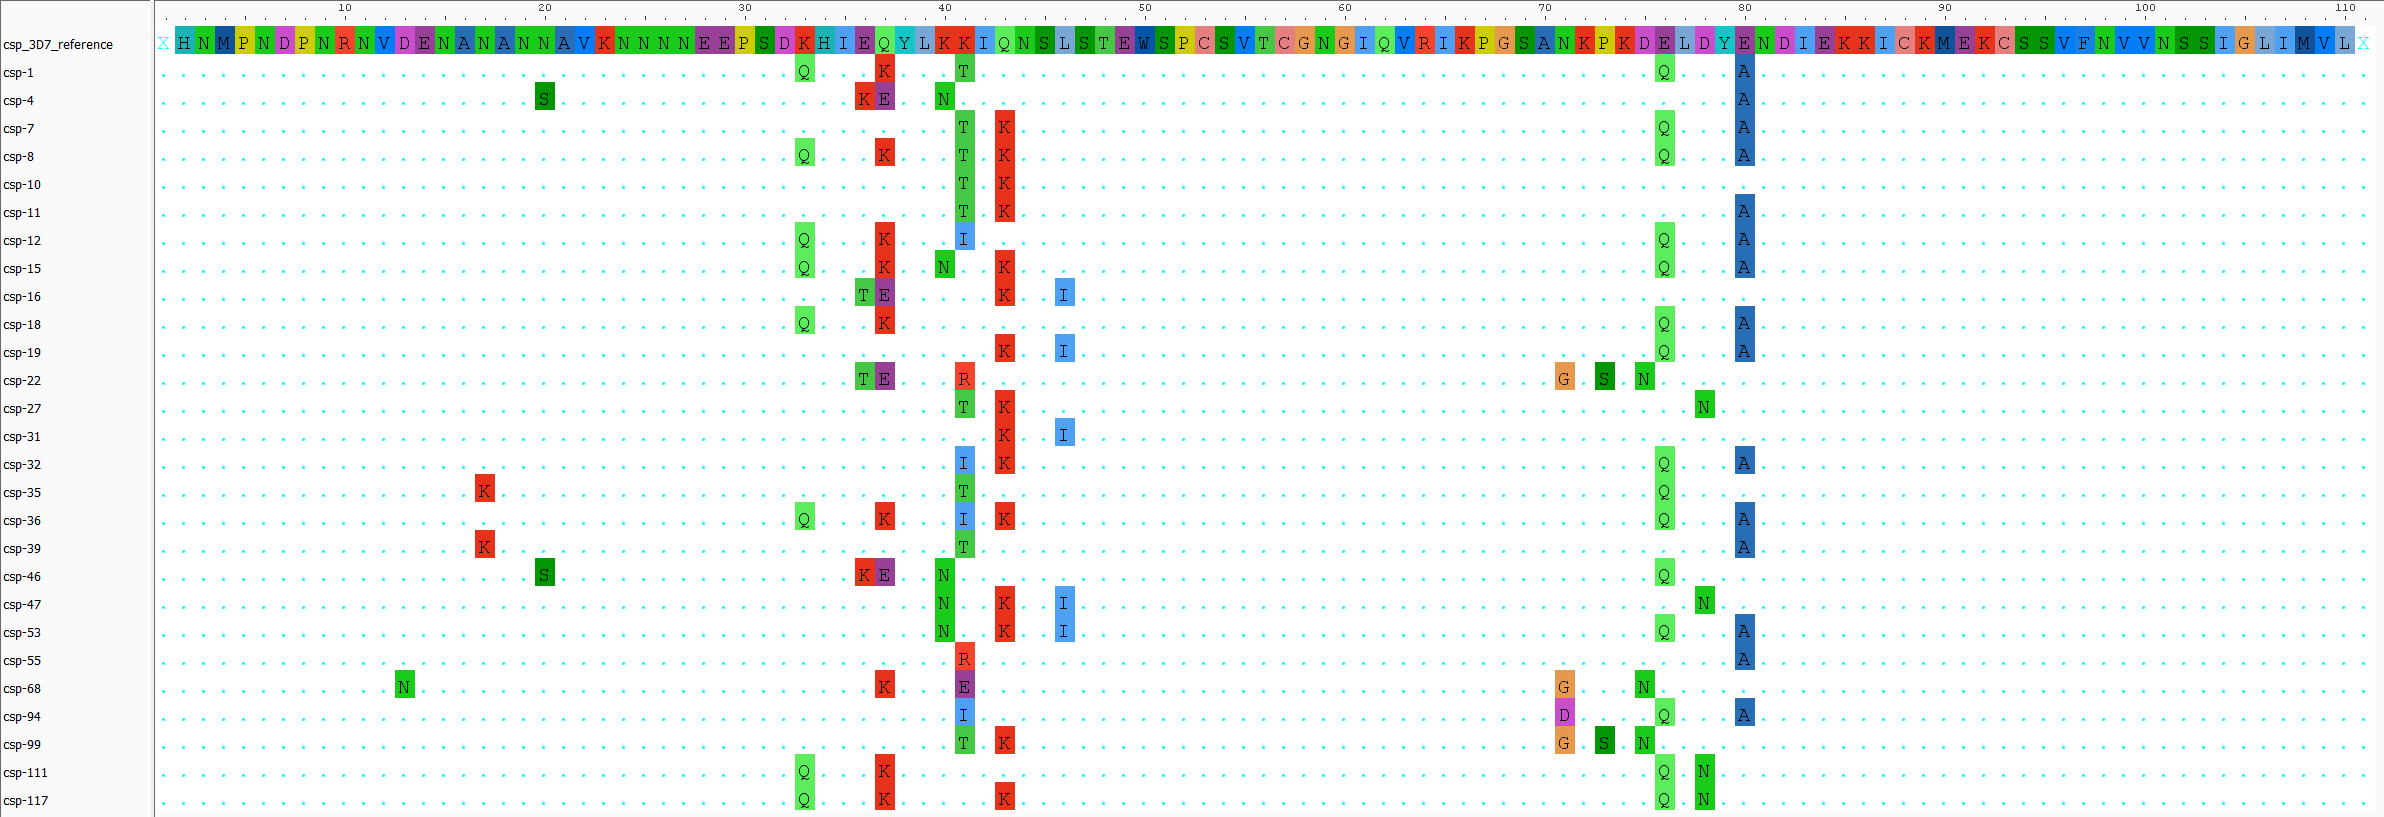 10 20 30 40 50 60 70 80 90 100 110
csp_3D7_reference XHNMPNDPNRNVDENANANNAVKNNNNEEPSDKHIEQYLKKIQNSLSTEWSPCSVTCGNGIQVRIKPGSANKPKDELDYENDIEKKICKMEKCSSVFNVVNSSIGLIMVLX
csp-1 Q K T Q A
csp-4 S K E N A
csp-7 T K Q A
csp-8 Q K T K Q A
csp-10 T K
csp-11 T K A
csp-12 Q K I Q A
csp-15 Q K N K Q A
csp-16 T E K I
csp-18 Q K Q A
csp-19 K I Q A
csp-22 T E R G S N
csp-27 T K N
csp-31 K I
csp-32 I K Q A
csp-35 K T Q
csp-36 Q K I K Q A
csp-39 K T A
csp-46 S K E N Q
csp-47 N K I N
csp-53 N K I Q A
csp-55 R A
csp-68 N K E G N
csp-94 I D Q A
csp-99 T K G S N
csp-111 Q K Q N
csp-117 Q K K Q N